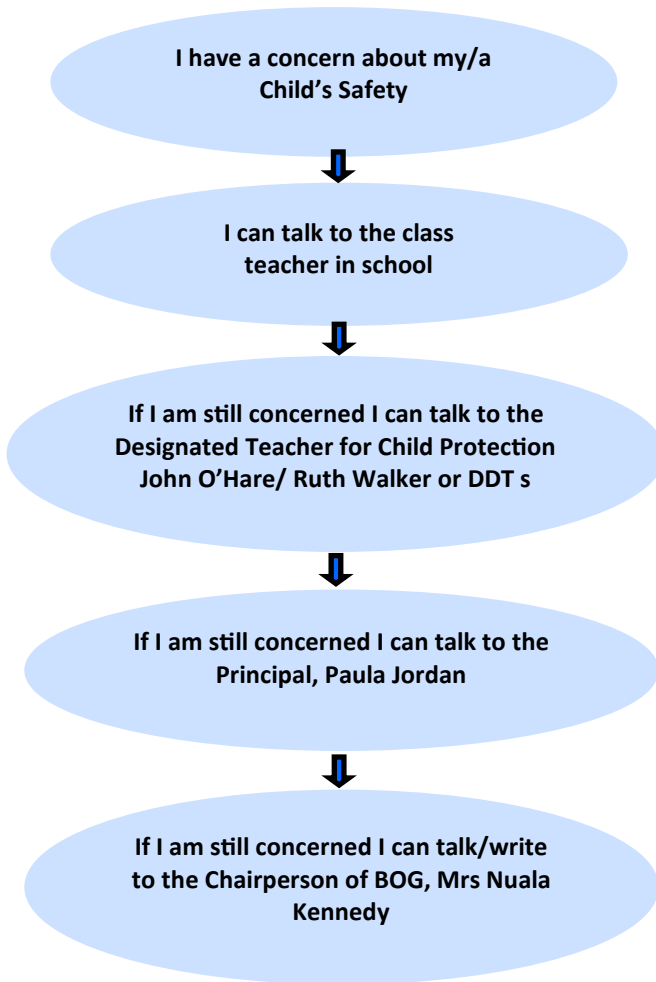 I have a concern about my/a
Child’s Safety
I can talk to the class
teacher in school
If I am still concerned I can talk to the
Designated Teacher for Child Protection
John O’Hare/ Ruth Walker or DDT s
If I am still concerned I can talk to the
Principal, Paula Jordan
If I am still concerned I can talk/write
to the Chairperson of BOG, Mrs Nuala
Kennedy